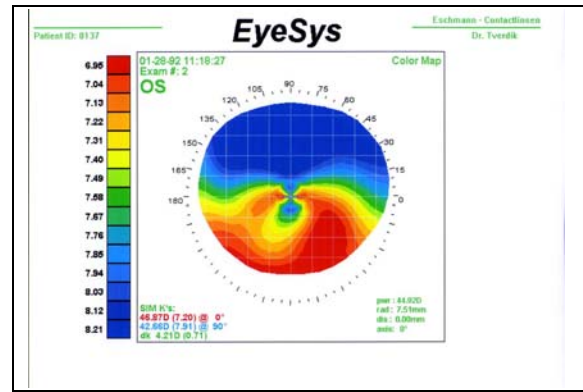 Patient ID: 0137
EyeSys
Eschmann - Contactlinsen
Dr. Tverdik
01-28-92 11:18:27
Exam #: 2
OS
Color Map
6.95
7.04
7.13
7.22
7.31
7.40
7.49
7.58
7.67
7.76
7.85
7.94
8.03
8.12
8.21
90
105
75
120
60
135
45
30
165
15
180
0
SIM K's:
46.87D (7.20) @ 0°
42.66D (7.91) @ 90°
dk 4.21D (0.71)
pwr : 44.92D
rad : 7.51mm
dis : 0.00mm
axis: 0°